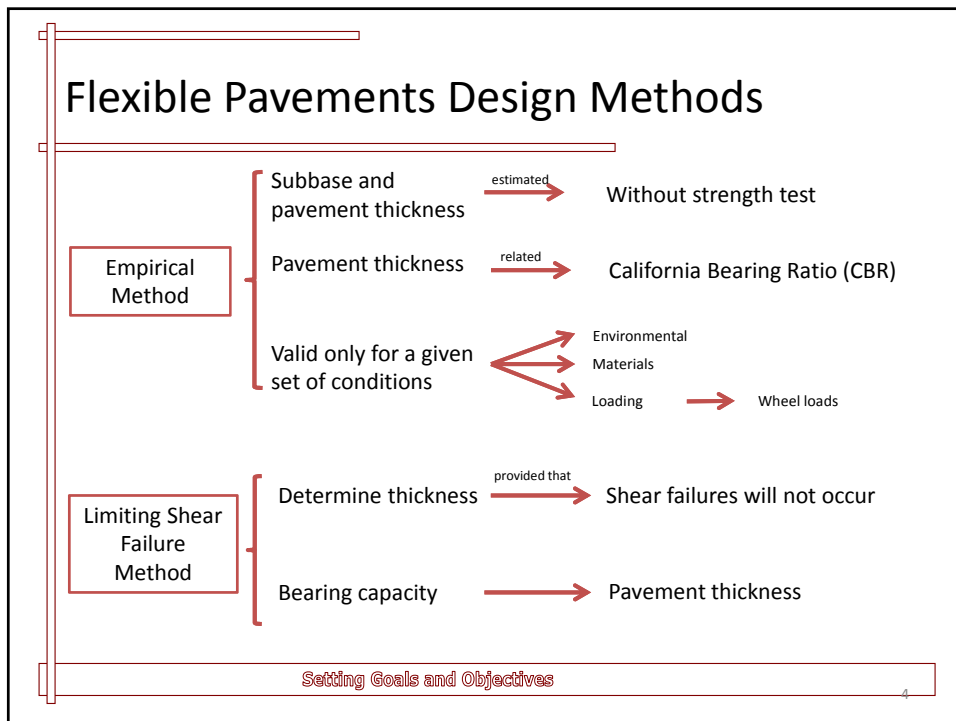 Flexible Pavements Design Methods
Empirical
Method
Subbase and
pavement thickness
estimated
Without strength test
Pavement thickness
related
California Bearing Ratio (CBR)
Valid only for a given
set of conditions
Environmental
Materials
Loading
Wheel loads
Limiting Shear
Failure
Method
Determine thickness
provided that
Shear failures will not occur
Bearing capacity
Pavement thickness
Setting Goals and Objectives
4